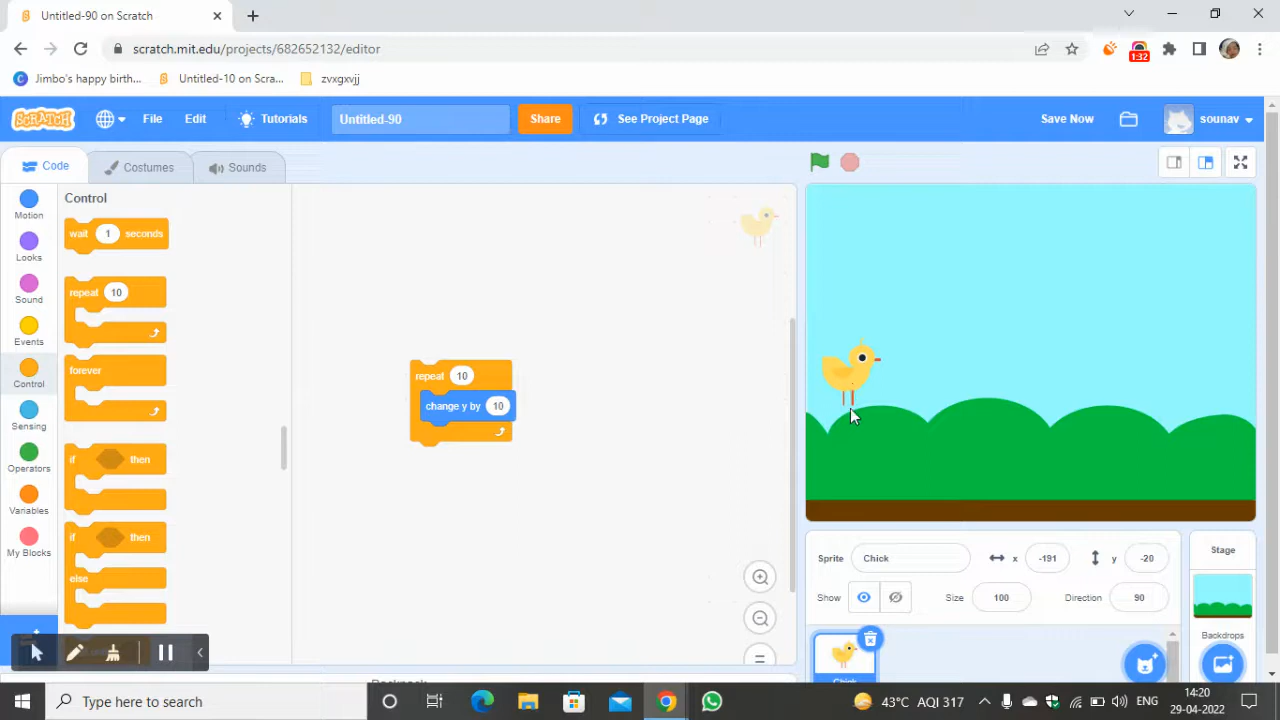 Untitled-90 on Scratch
scratch.mit.edu/projects/682652132/editor
1:32
Jimbo's happy birth...
Untitled-10 on Scra...
zvxgxvjj
SCRATCH
File
Edit
Tutorials
Untitled-90
Share
See Project Page
Save Now
sounav
Code
Costumes
Sounds
Motion
Looks
Sound
Events
Control
Sensing
Operators
Variables
My Blocks
Control
wait 1 seconds
repeat 10
forever
if then
if then
else
repeat 10
change y by 10
Sprite Chick x -191 y -20
Show Size 100 Direction 90
Chick
Stage
Backdrops
Type here to search
43°C AQI 317
ENG
14:20
29-04-2022